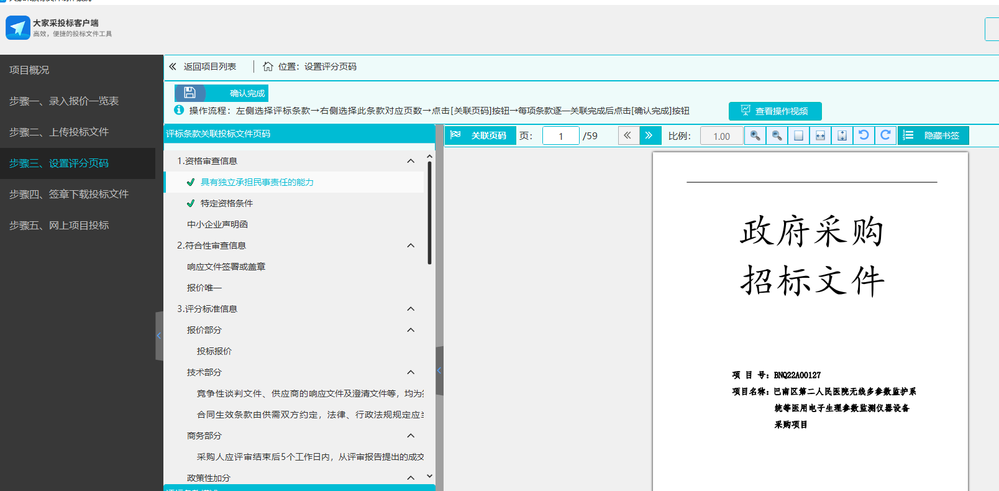 大家采投标客户端
高效，便捷的投标文件工具
项目概况
步骤一、录入报价一览表
步骤二、上传投标文件
步骤三、设置评分页码
步骤四、签章下载投标文件
步骤五、网上项目投标
返回项目列表
位置：设置评分页码
确认完成
操作流程：左侧选择评标条款→右侧选择此条款对应页数→点击[关联页码]按钮→每项条款逐一关联完成后点击[确认完成]按钮
查看操作视频
评标条款关联投标文件页码
关联页码 页： 1 /59 比例： 1.00 隐藏书签
1.资格审查信息
具有独立承担民事责任的能力
特定资格条件
中小企业声明函
2.符合性审查信息
响应文件签署或盖章
报价唯一
3.评分标准信息
报价部分
投标报价
技术部分
竞争性谈判文件、供应商的响应文件及澄清文件等，均为
合同生效条款由供需双方约定，法律、行政法规规定应
商务部分
采购人应评审结束后5个工作日内，从评审报告提出的成交
政策性加分
政府采购
招标文件
项 目 号：BNQ22A00127
项目名称：巴南区第二人民医院无线多参数监护系
统等医用电子生理参数监测仪器设备
采购项目